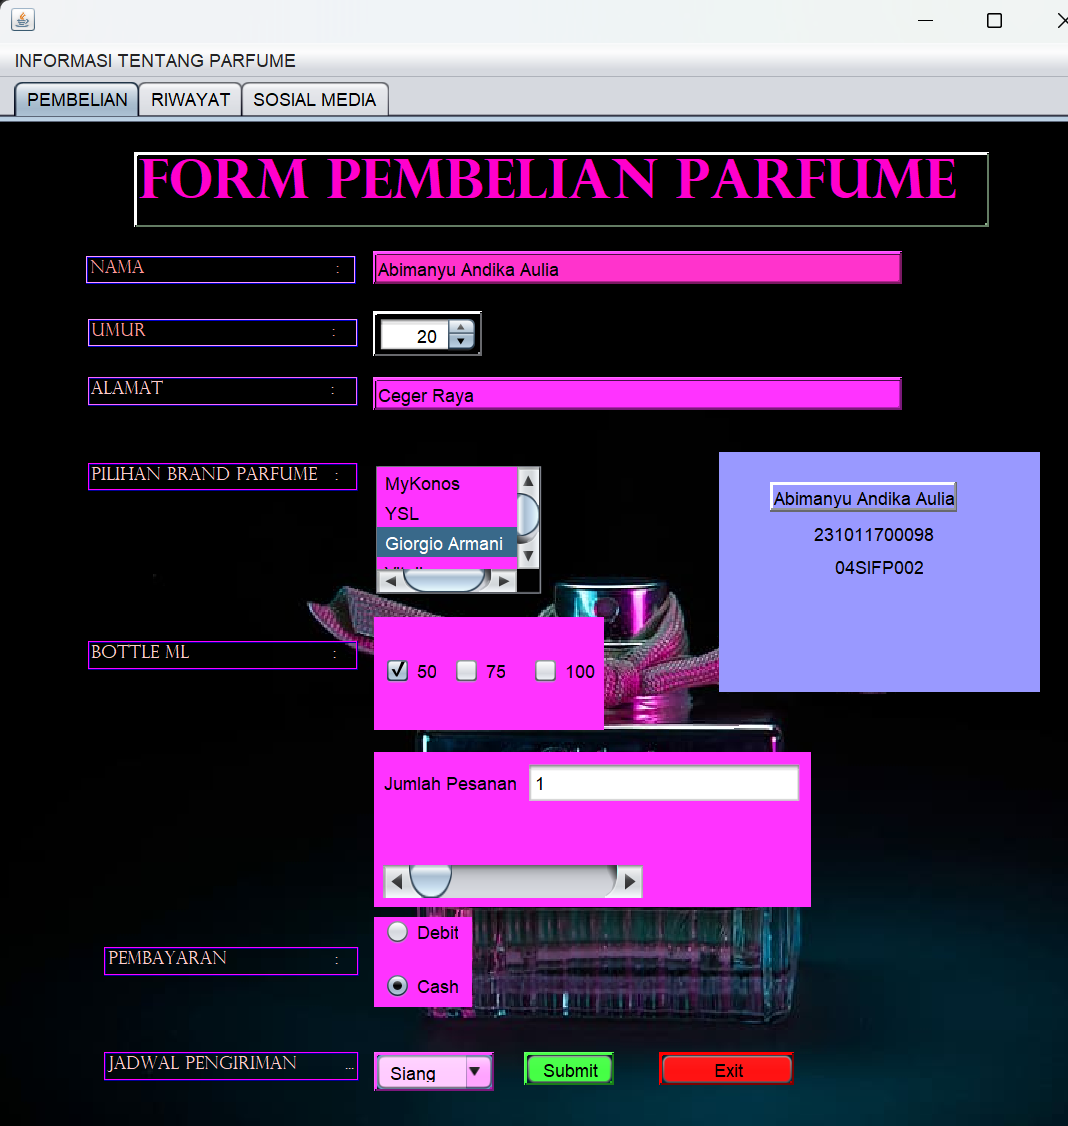 INFORMASI TENTANG PARFUME
PEMBELIAN RIWAYAT SOSIAL MEDIA
FORM PEMBELIAN PARFUME
NAMA : Abimanyu Andika Aulia
UMUR : 20
ALAMAT : Ceger Raya
PILIHAN BRAND PARFUME :
MyKonos
YSL
Giorgio Armani
Abimanyu Andika Aulia
231011700098
04SIFP002
BOTTLE ML : 50 75 100
Jumlah Pesanan 1
PEMBAYARAN :
Debit
Cash
JADWAL PENGIRIMAN ... Siang Submit Exit